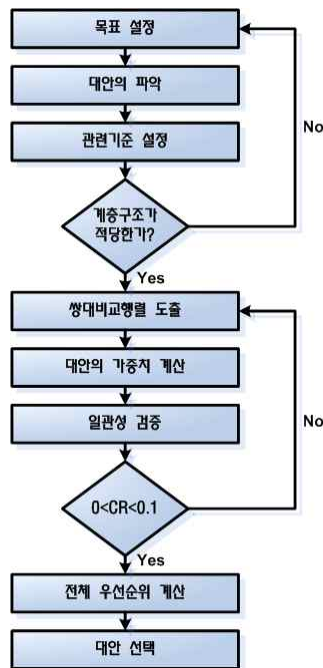 목표 설정
대안의 파악
관련기준 설정
계층구조가
적당한가?
No
Yes
쌍대비교행렬 도출
대안의 가중치 계산
일관성 검증
0<CR<0.1
No
Yes
전체 우선순위 계산
대안 선택